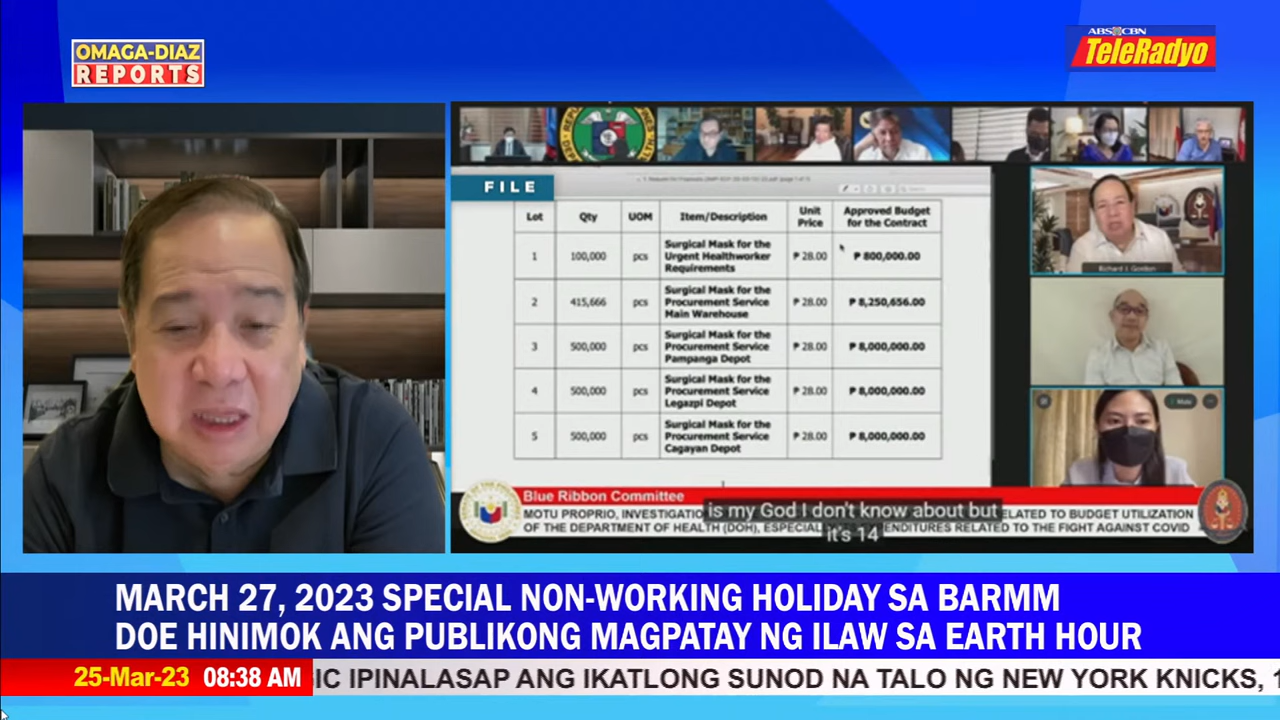 OMAGA-DIAZ
REPORTS
ABS-CBN
TeleRadyo
FILE
Lot Qty UOM Item/Description Unit Price Approved Budget for the Contract
1 100,000 pcs Surgical Mask for the Urgent Healthworker Requirements ₱ 28.00 ₱ 800,000.00
2 415,666 pcs Surgical Mask for the Procurement Service Main Warehouse ₱ 28.00 ₱ 8,250,656.00
3 500,000 pcs Surgical Mask for the Procurement Service Pampanga Depot ₱ 28.00 ₱ 8,000,000.00
4 500,000 pcs Surgical Mask for the Procurement Service Legazpi Depot ₱ 28.00 ₱ 8,000,000.00
5 500,000 pcs Surgical Mask for the Procurement Service Cagayan Depot ₱ 28.00 ₱ 8,000,000.00
Richard J. Gordon
Mute
Blue Ribbon Committee
is my God I don't know about but
it's 14
MOTU PROPRIO, INVESTIGATIO ELATED TO BUDGET UTILIZATION
OF THE DEPARTMENT OF HEALTH (DOH), ESPECIALLY EXPENDITURES RELATED TO THE FIGHT AGAINST COVID
MARCH 27, 2023 SPECIAL NON-WORKING HOLIDAY SA BARMM
DOE HINIMOK ANG PUBLIKONG MAGPATAY NG ILAW SA EARTH HOUR
25-Mar-23 08:38 AM IC IPINALASAP ANG IKATLONG SUNOD NA TALO NG NEW YORK KNICKS, 1